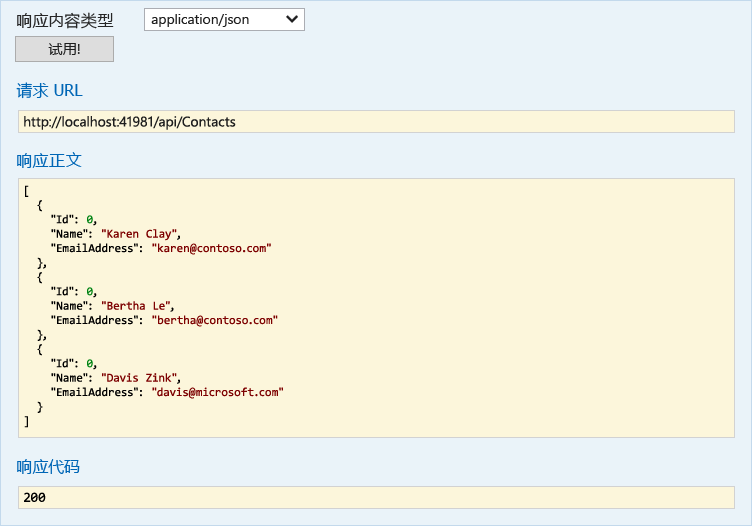 响应内容类型 application/json
试用!
请求 URL
http://localhost:41981/api/Contacts
响应正文
[
  {
    "Id": 0,
    "Name": "Karen Clay",
    "EmailAddress": "karen@contoso.com"
  },
  {
    "Id": 0,
    "Name": "Bertha Le",
    "EmailAddress": "bertha@contoso.com"
  },
  {
    "Id": 0,
    "Name": "Davis Zink",
    "EmailAddress": "davis@microsoft.com"
  }
]
响应代码
200